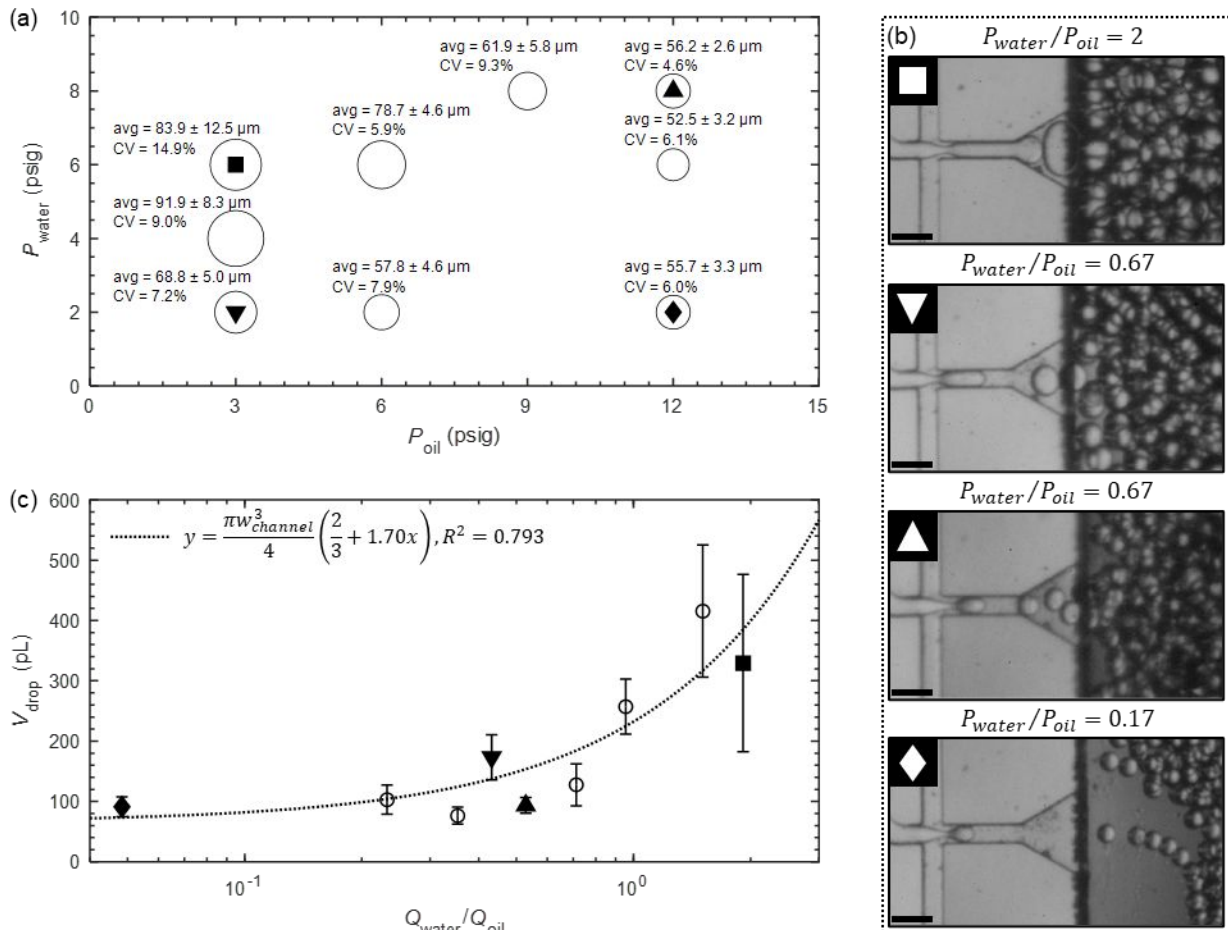 (a)
10
8
6
4
2
0
P_water (psig)
avg = 61.9 ± 5.8 µm
CV = 9.3%
avg = 56.2 ± 2.6 µm
CV = 4.6%
avg = 78.7 ± 4.6 µm
CV = 5.9%
avg = 52.5 ± 3.2 µm
CV = 6.1%
avg = 83.9 ± 12.5 µm
CV = 14.9%
avg = 91.9 ± 8.3 µm
CV = 9.0%
avg = 68.8 ± 5.0 µm
CV = 7.2%
avg = 57.8 ± 4.6 µm
CV = 7.9%
avg = 55.7 ± 3.3 µm
CV = 6.0%
0 3 6 9 12 15
P_oil (psig)
(b)
P_water/P_oil = 2
P_water/P_oil = 0.67
P_water/P_oil = 0.67
P_water/P_oil = 0.17
(c)
600
500
400
300
200
100
0
V_drop (pL)
y = πw³_channel/4 (2/3 + 1.70x), R² = 0.793
10⁻¹ 10⁰
Q_water/Q_oil